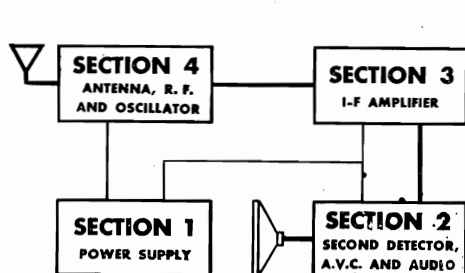 SECTION 4
ANTENNA, R. F.
AND OSCILLATOR
SECTION 3
I-F AMPLIFIER
SECTION 1
POWER SUPPLY
SECTION 2
SECOND DETECTOR,
A.V.C. AND AUDIO